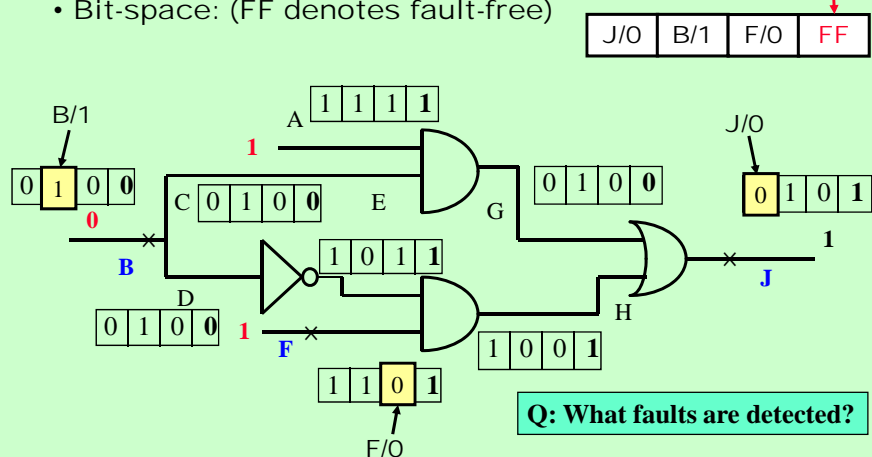 • Bit-space: (FF denotes fault-free)
J/0 B/1 F/0 FF
B/1
A
1 1 1 1
1
J/0
0 1 0 0
0
C
0 1 0 0
E
G
0 1 0 0
0 1 0 1
1
B
1 0 1 1
J
D
0 1 0 0
1
F
H
1 0 0 1
1 1 0 1
F/0
Q: What faults are detected?